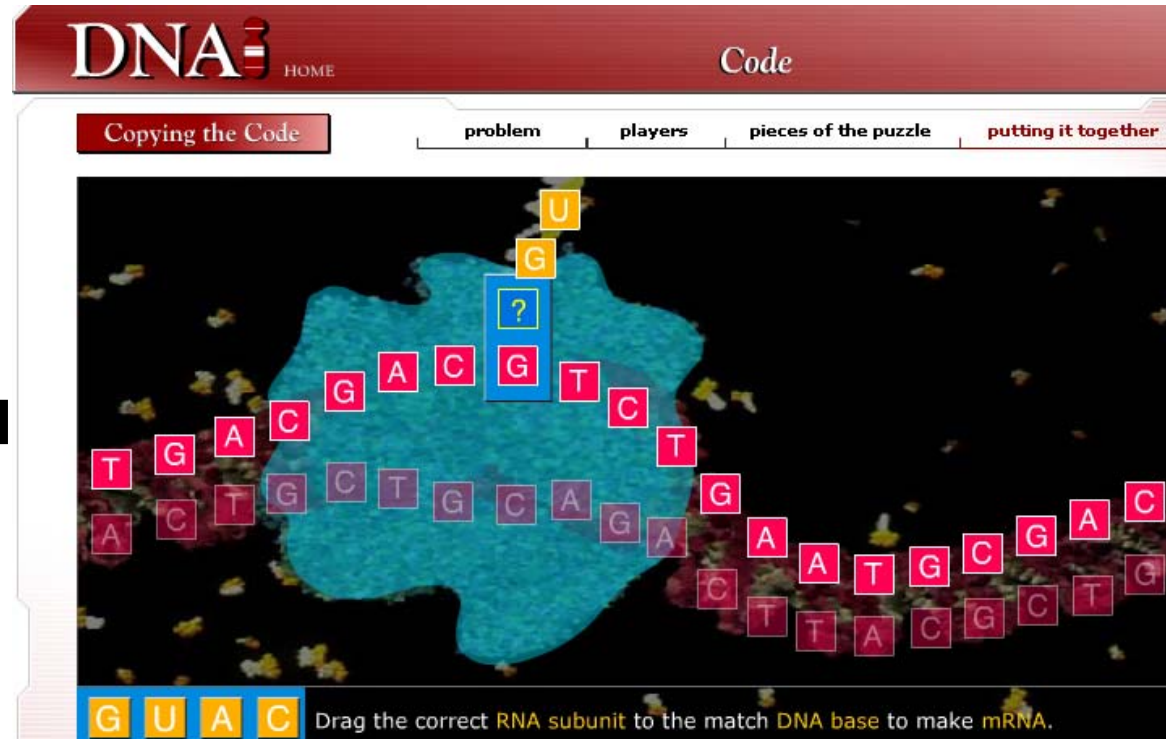 DNAi HOME Code
Copying the Code problem players pieces of the puzzle putting it together
U
G
?
T G A C G A C G T C T G A A T G C G A C
A C T G C T G C A G A C T T A C G C T G
G U A C Drag the correct RNA subunit to the match DNA base to make mRNA.